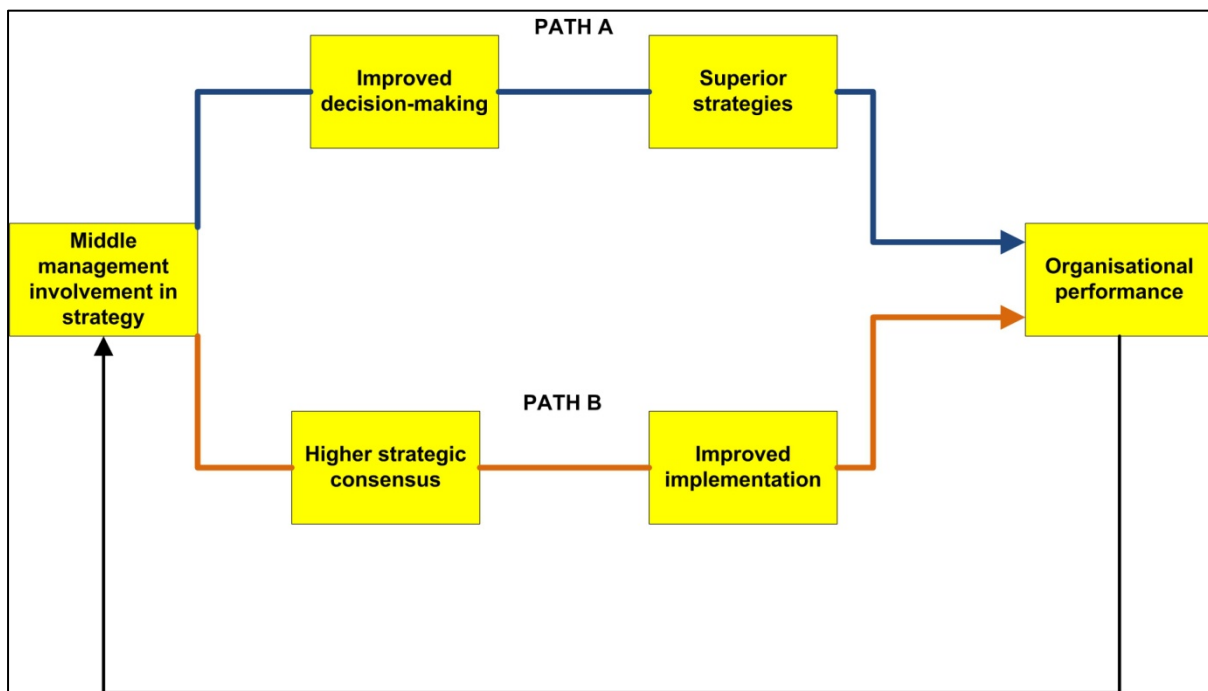 PATH A
Improved
decision-making
Superior
strategies
Middle
management
involvement in
strategy
Organisational
performance
PATH B
Higher strategic
consensus
Improved
implementation